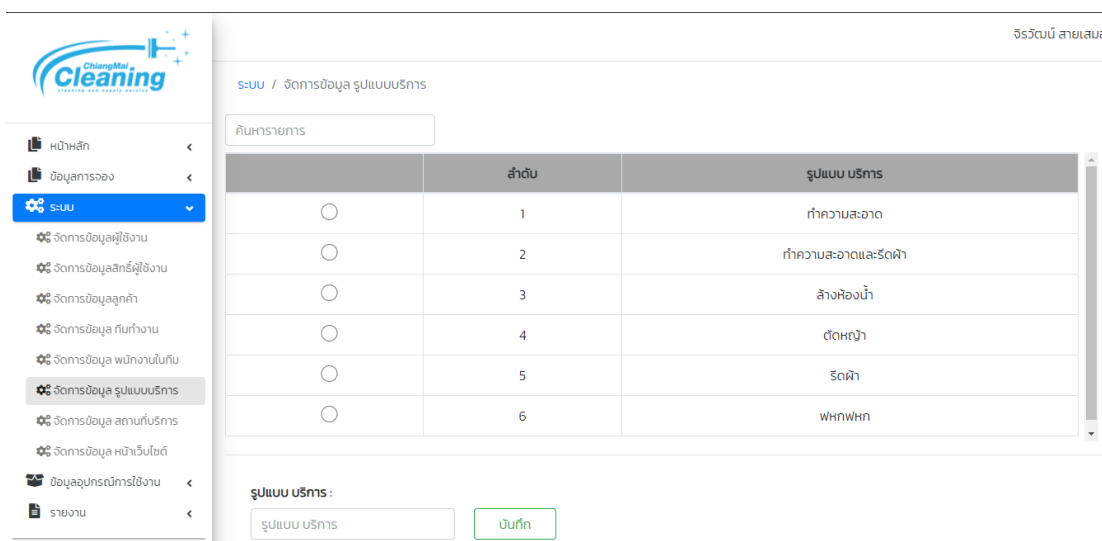 จิรวัฒน์ สายเสมอ
ChiangMai
Cleaning
cleaning and supply service
ระบบ / จัดการข้อมูล รูปแบบบริการ
ค้นหารายการ
หน้าหลัก
ข้อมูลการจอง
ระบบ
จัดการข้อมูลผู้ใช้งาน
จัดการข้อมูลสิทธิ์ผู้ใช้งาน
จัดการข้อมูลลูกค้า
จัดการข้อมูล ทีมทำงาน
จัดการข้อมูล พนักงานในทีม
จัดการข้อมูล รูปแบบบริการ
จัดการข้อมูล สถานที่บริการ
จัดการข้อมูล หน้าเว็บไซต์
ข้อมูลอุปกรณ์การใช้งาน
รายงาน
ลำดับ รูปแบบ บริการ
1 ทำความสะอาด
2 ทำความสะอาดและรีดผ้า
3 ล้างห้องน้ำ
4 ตัดหญ้า
5 รีดผ้า
6 ฟหกฟหก
รูปแบบ บริการ :
รูปแบบ บริการ บันทึก